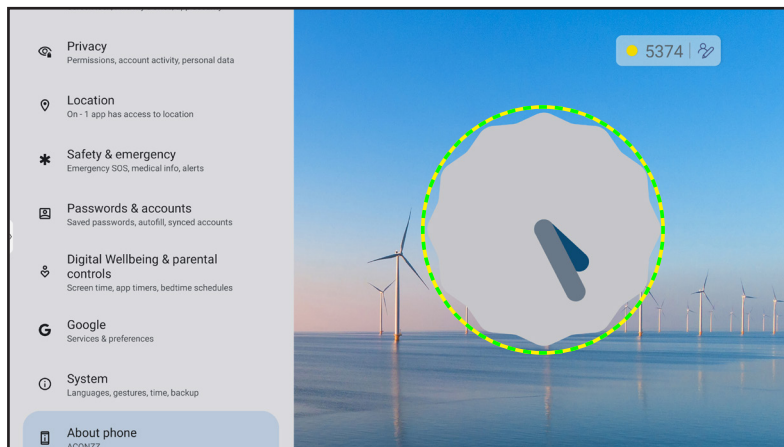 Privacy
Permissions, account activity, personal data
5374
Location
On - 1 app has access to location
Safety & emergency
Emergency SOS, medical info, alerts
Passwords & accounts
Saved passwords, autofill, synced accounts
Digital Wellbeing & parental
controls
Screen time, app timers, bedtime schedules
Google
Services & preferences
System
Languages, gestures, time, backup
About phone